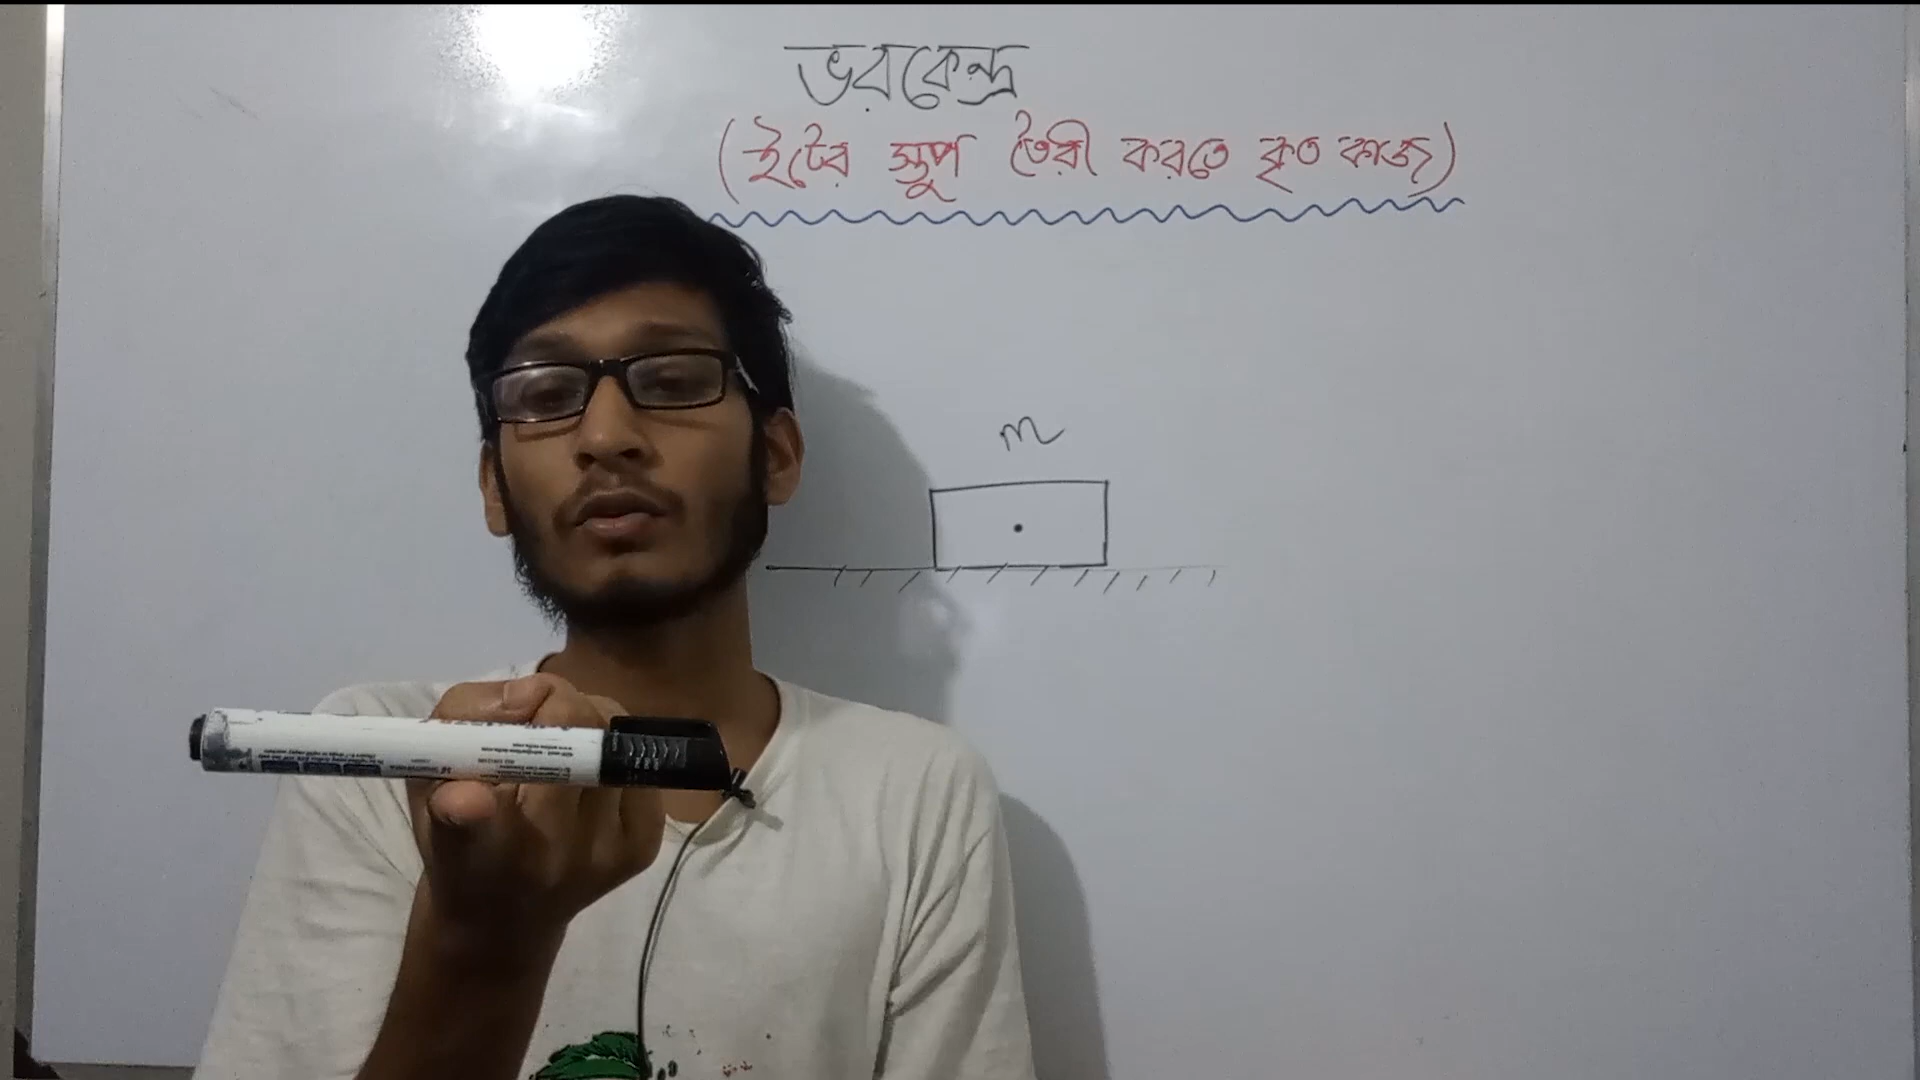 ভরকেন্দ্র
(ইটের স্তুপ তৈরী করতে কৃত কাজ)
m